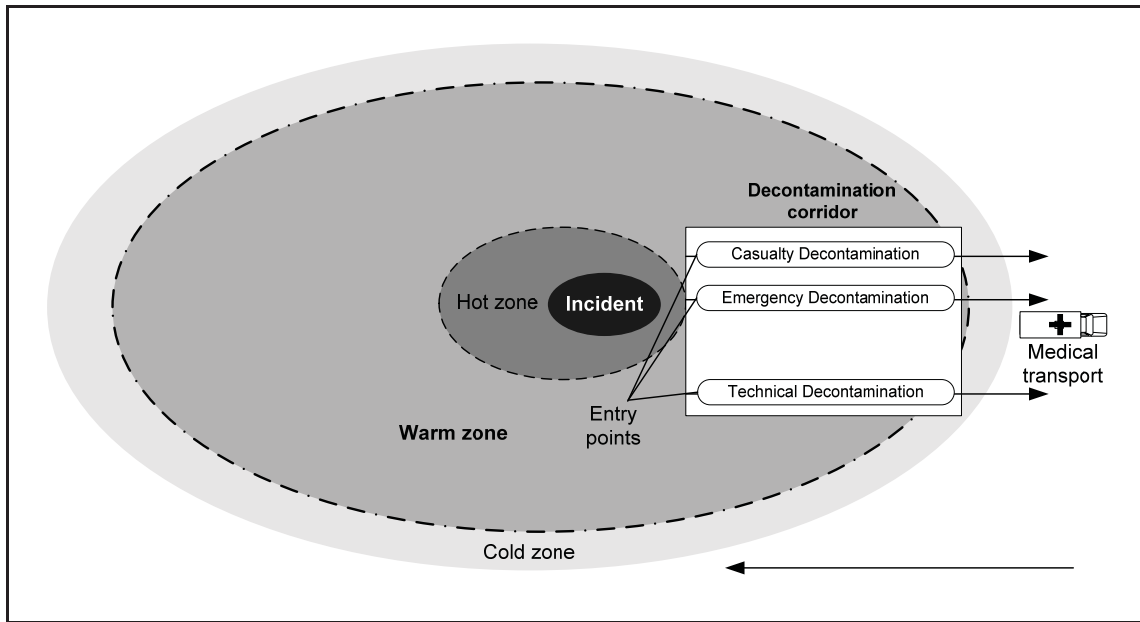 Decontamination
corridor
Casualty Decontamination
Hot zone
Incident
Emergency Decontamination
Medical
transport
Technical Decontamination
Entry
points
Warm zone
Cold zone